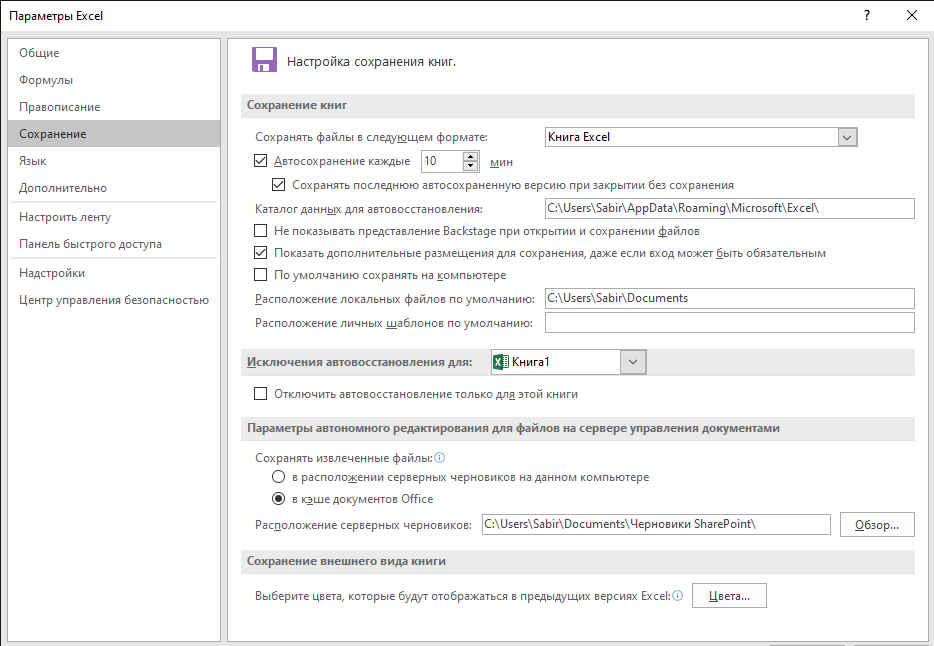 Параметры Excel
?
Общие
Формулы
Правописание
Сохранение
Язык
Дополнительно
Настроить ленту
Панель быстрого доступа
Надстройки
Центр управления безопасностью
Настройка сохранения книг.
Сохранение книг
Сохранять файлы в следующем формате: Книга Excel
Автосохранение каждые 10 мин
Сохранять последнюю автосохраненную версию при закрытии без сохранения
Каталог данных для автовосстановления: C:\Users\Sabir\AppData\Roaming\Microsoft\Excel\
Не показывать представление Backstage при открытии и сохранении файлов
Показать дополнительные размещения для сохранения, даже если вход может быть обязательным
По умолчанию сохранять на компьютере
Расположение локальных файлов по умолчанию: C:\Users\Sabir\Documents
Расположение личных шаблонов по умолчанию:
Исключения автовосстановления для: Книга1
Отключить автовосстановление только для этой книги
Параметры автономного редактирования для файлов на сервере управления документами
Сохранять извлеченные файлы:
в расположении серверных черновиков на данном компьютере
в кэше документов Office
Расположение серверных черновиков: C:\Users\Sabir\Documents\Черновики SharePoint\ Обзор...
Сохранение внешнего вида книги
Выберите цвета, которые будут отображаться в предыдущих версиях Excel: Цвета...